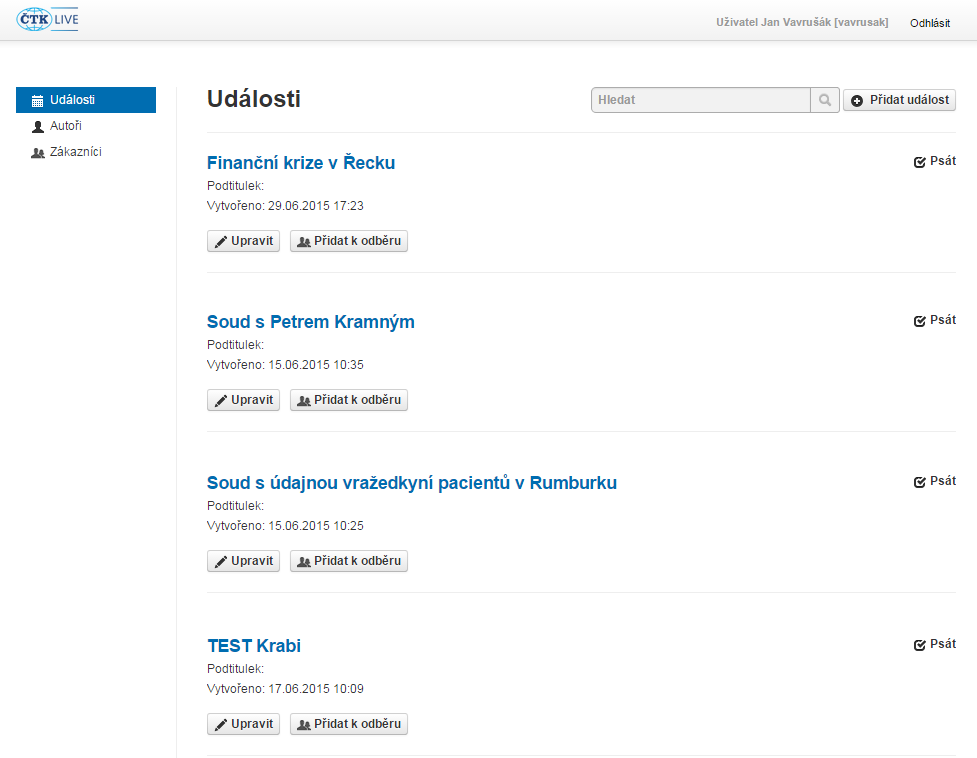 ČTK LIVE
Uživatel Jan Vavrušák [vavrusak] Odhlásit
Události
Autoři
Zákazníci
Události
Hledat
Přidat událost
Finanční krize v Řecku
Psát
Podtitulek:
Vytvořeno: 29.06.2015 17:23
Upravit Přidat k odběru
Soud s Petrem Kramným
Psát
Podtitulek:
Vytvořeno: 15.06.2015 10:35
Upravit Přidat k odběru
Soud s údajnou vražedkyní pacientů v Rumburku
Psát
Podtitulek:
Vytvořeno: 15.06.2015 10:25
Upravit Přidat k odběru
TEST Krabi
Psát
Podtitulek:
Vytvořeno: 17.06.2015 10:09
Upravit Přidat k odběru